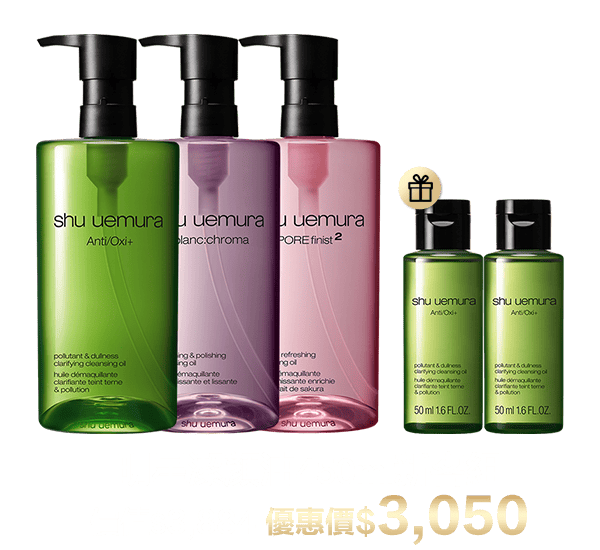 shu uemura
Anti/Oxi+
pollutant & dullness
clarifying cleansing oil
huile démaquillante
clarifiante teint terne
& pollution
shu uemura
u uemura
blanc:chroma
ing & polishing
ng oil
démaquillante
issante et lissante
shu uemura
u uemura
PORE finist²
refreshing
ng oil
démaquillante
nissante enrichie
ait de sakura
shu uemura
shu uemura
Anti/Oxi+
pollutant & dullness
clarifying cleansing oil
huile démaquillante
clarifiante teint terne
& pollution
50 ml 1.6 FL.OZ.
shu uemura
Anti/Oxi+
pollutant & dullness
clarifying cleansing oil
huile démaquillante
clarifiante teint terne
& pollution
50 ml 1.6 FL.OZ.
優惠價$3,050